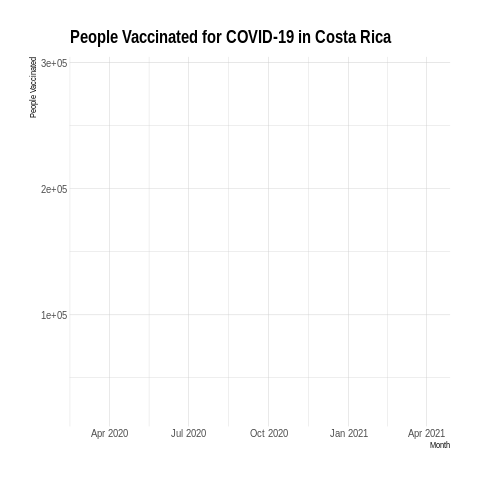 People Vaccinated for COVID-19 in Costa Rica
People Vaccinated
3e+05
2e+05
1e+05
Apr 2020 Jul 2020 Oct 2020 Jan 2021 Apr 2021
Month